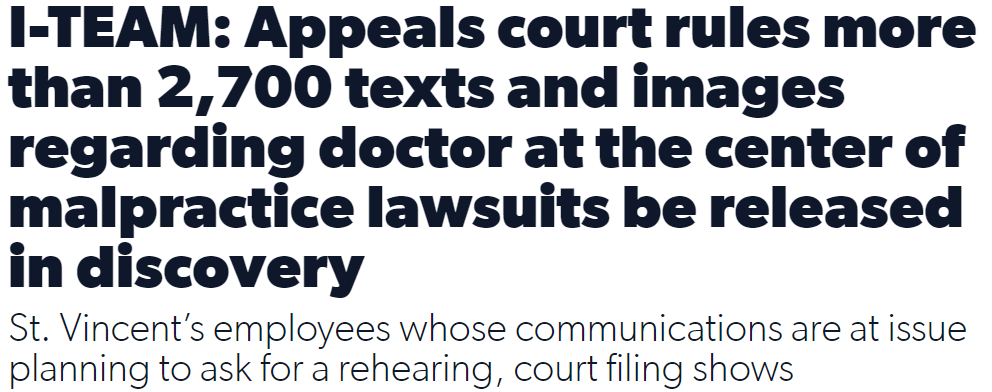 I-TEAM: Appeals court rules more
than 2,700 texts and images
regarding doctor at the center of
malpractice lawsuits be released
in discovery
St. Vincent’s employees whose communications are at issue
planning to ask for a rehearing, court filing shows